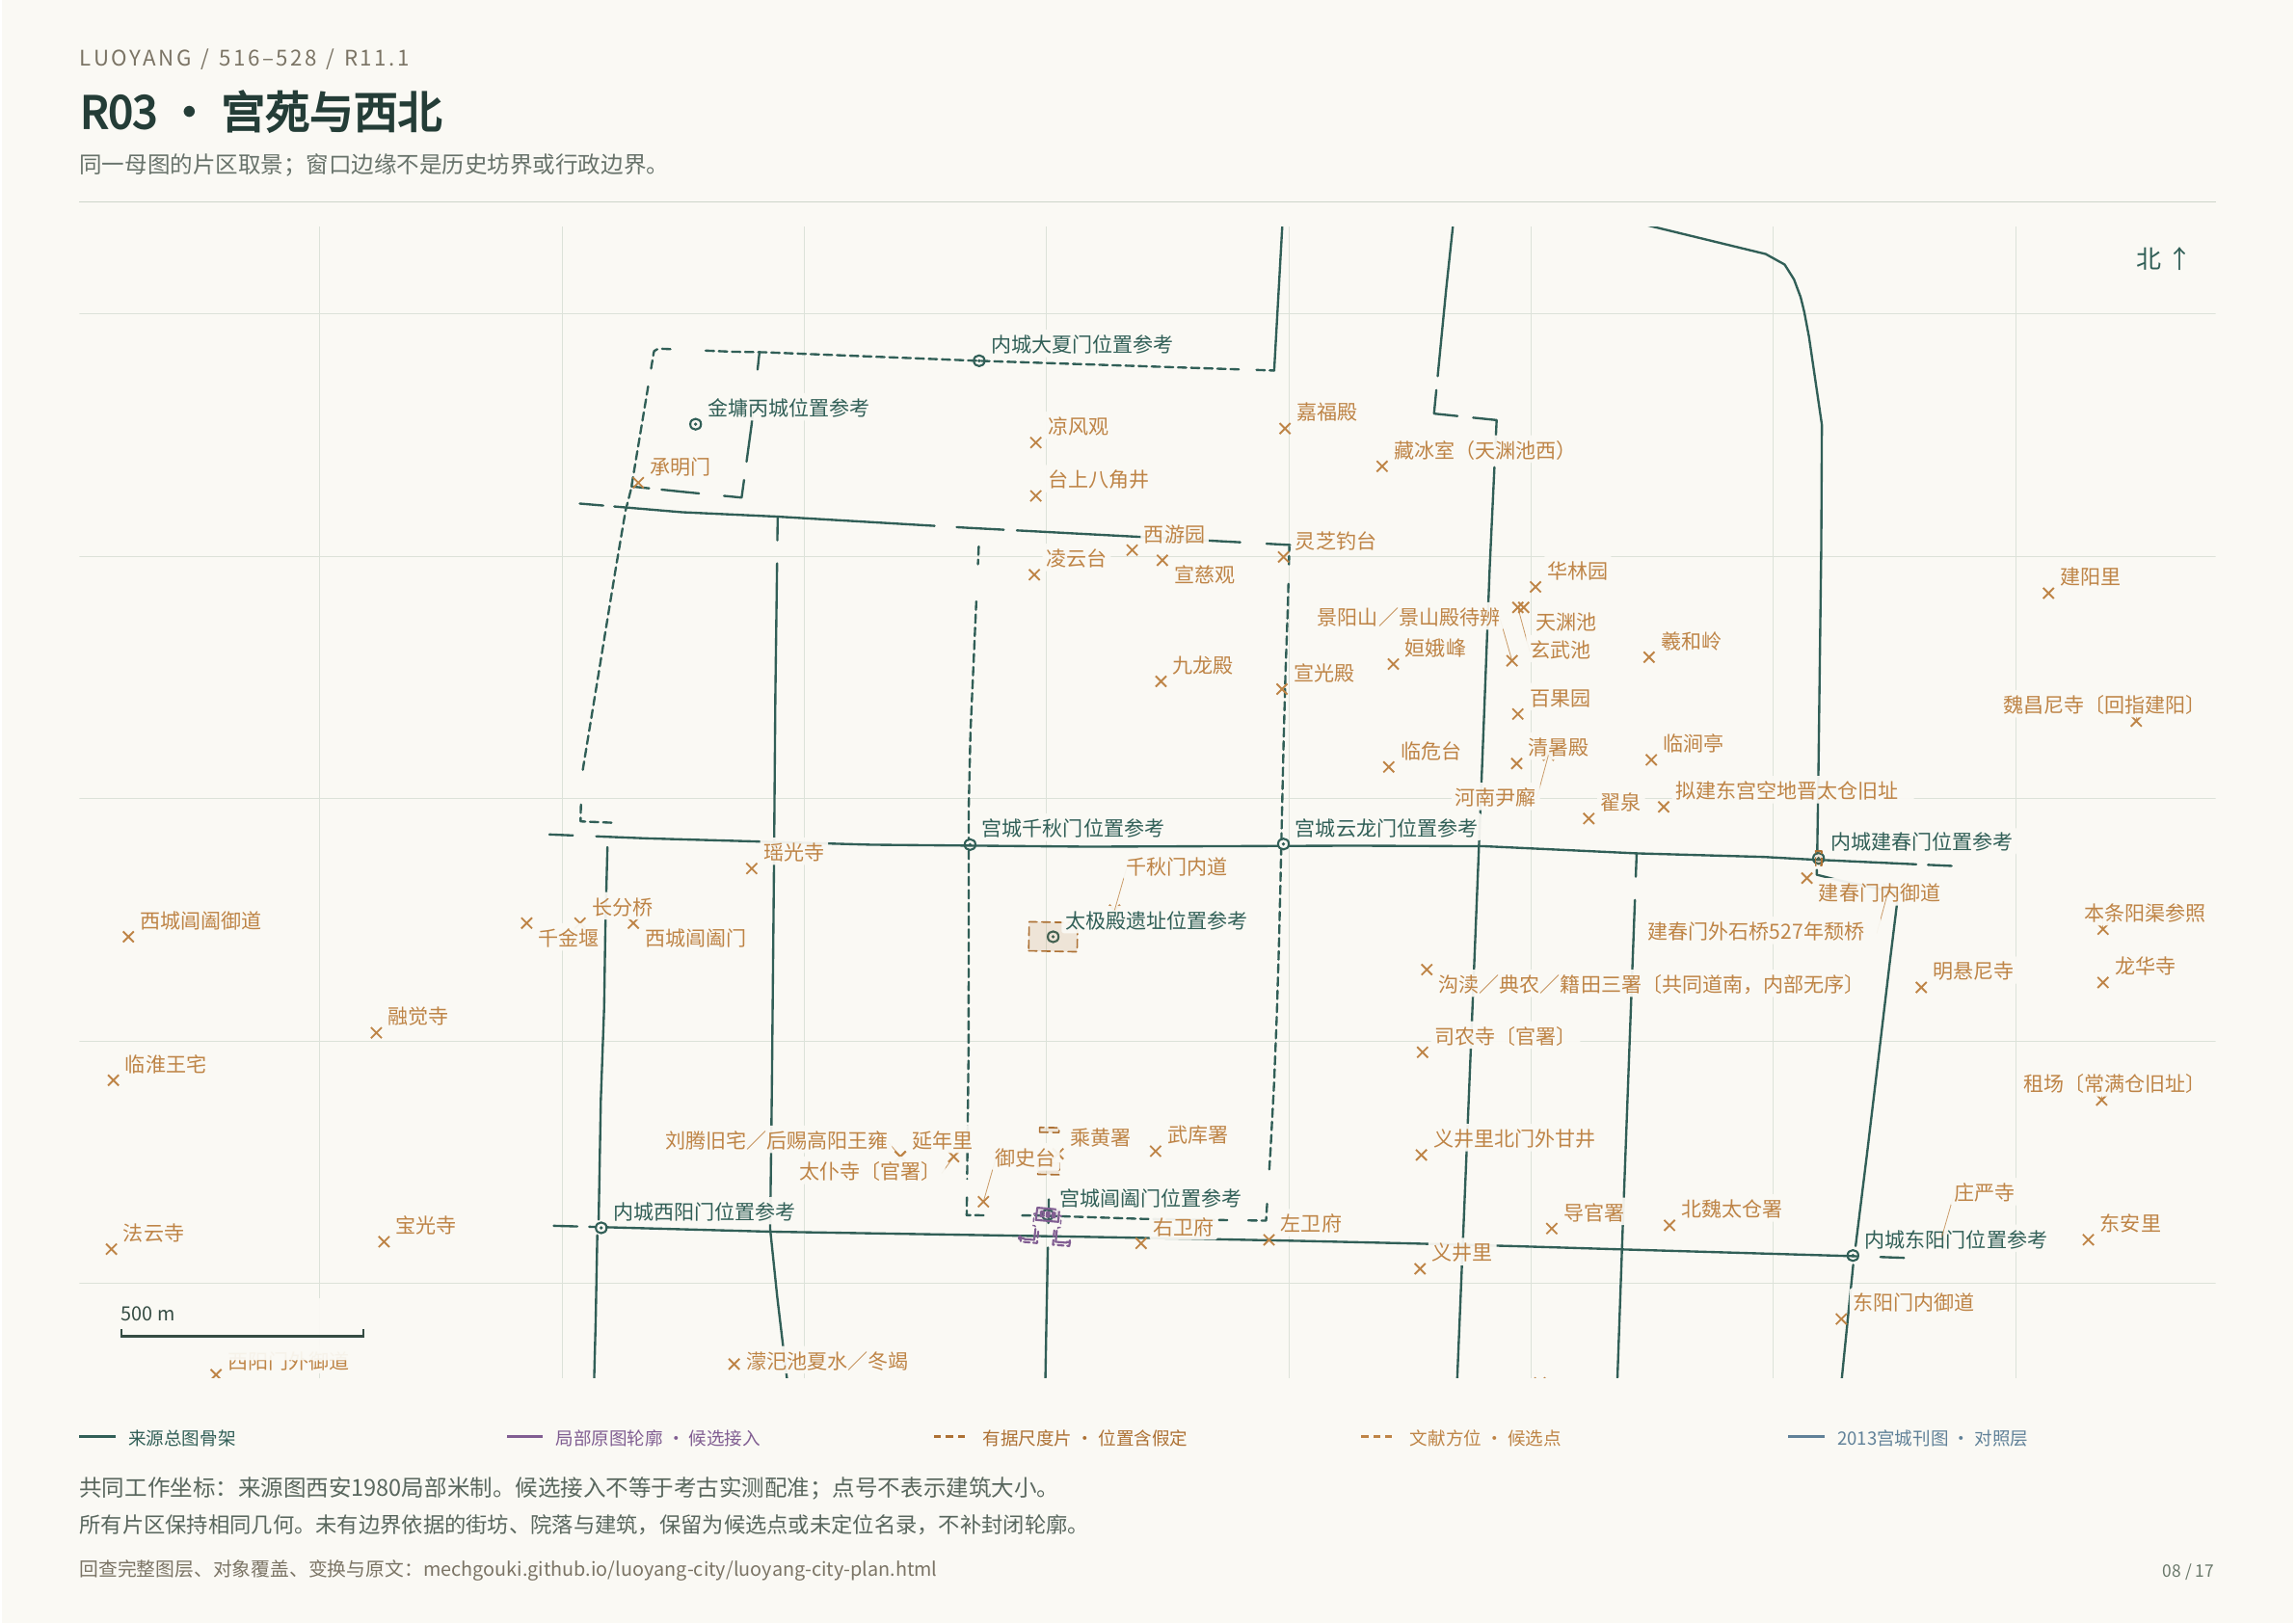 LUOYANG / 516–528 / R11.1
R03 · 宫苑与西北
同一母图的片区取景；窗口边缘不是历史坊界或行政边界。
北 ↑
内城大夏门位置参考
金墉丙城位置参考
嘉福殿
凉风观
藏冰室（天渊池西）
承明门
台上八角井
西游园
灵芝钓台
凌云台
宣慈观
华林园
建阳里
景阳山／景山殿待辨
天渊池
姮娥峰
玄武池
羲和岭
九龙殿
宣光殿
百果园
魏昌尼寺〔回指建阳〕
临危台
清暑殿
临涧亭
河南尹廨
翟泉
拟建东宫空地晋太仓旧址
宫城千秋门位置参考
宫城云龙门位置参考
内城建春门位置参考
瑶光寺
千秋门内道
建春门内御道
长分桥
西城阊阖御道
太极殿遗址位置参考
本条阳渠参照
千金堰
西城阊阖门
建春门外石桥527年颓桥
龙华寺
明悬尼寺
沟渎／典农／籍田三署〔共同道南，内部无序〕
融觉寺
司农寺〔官署〕
临淮王宅
租场〔常满仓旧址〕
刘腾旧宅／后赐高阳王雍
延年里
乘黄署
武库署
义井里北门外甘井
太仆寺〔官署〕
御史台
庄严寺
宫城阊阖门位置参考
内城西阳门位置参考
导官署
北魏太仓署
法云寺
宝光寺
右卫府
左卫府
东安里
内城东阳门位置参考
义井里
东阳门内御道
500 m
西阳门外御道
濛汜池夏水／冬竭
来源总图骨架
局部原图轮廓 · 候选接入
有据尺度片 · 位置含假定
文献方位 · 候选点
2013宫城刊图 · 对照层
共同工作坐标：来源图西安1980局部米制。候选接入不等于考古实测配准；点号不表示建筑大小。
所有片区保持相同几何。未有边界依据的街坊、院落与建筑，保留为候选点或未定位名录，不补封闭轮廓。
回查完整图层、对象覆盖、变换与原文：mechgouki.github.io/luoyang-city/luoyang-city-plan.html
08 / 17